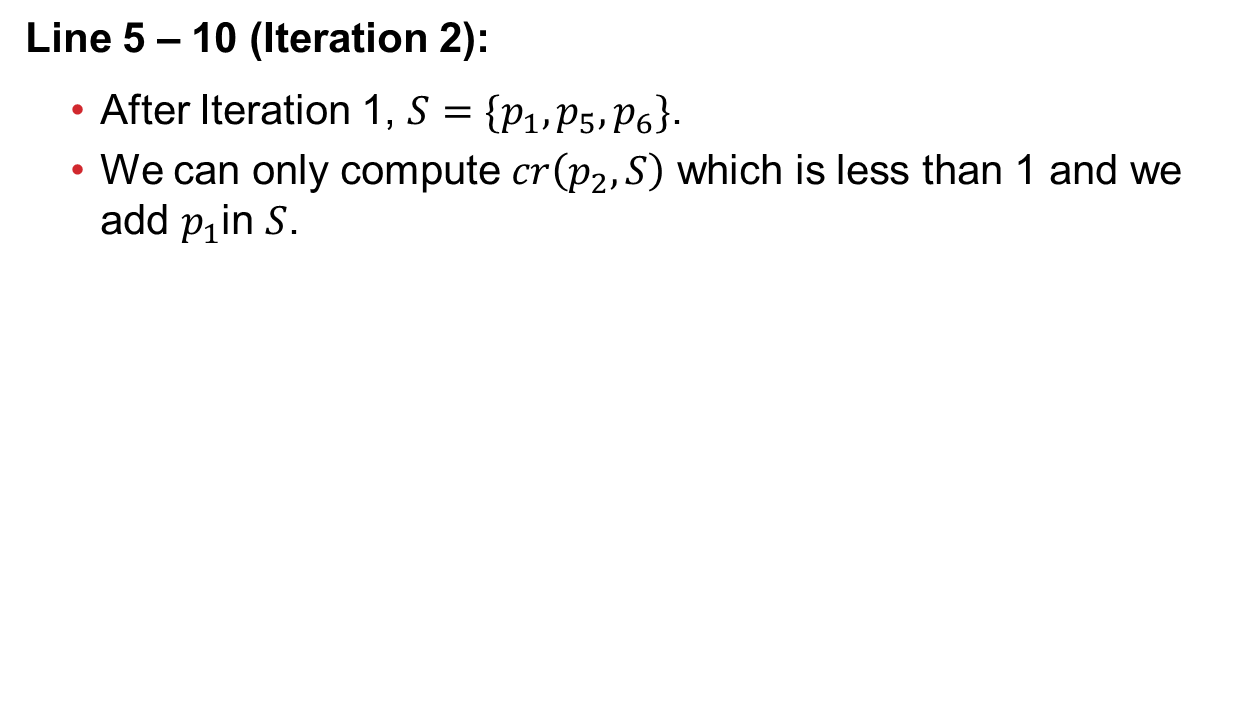 Line 5 – 10 (Iteration 2):
• After Iteration 1, 𝑆 = {𝑝₁, 𝑝₅, 𝑝₆}.
• We can only compute 𝑐𝑟(𝑝₂, 𝑆) which is less than 1 and we
add 𝑝₁in 𝑆.